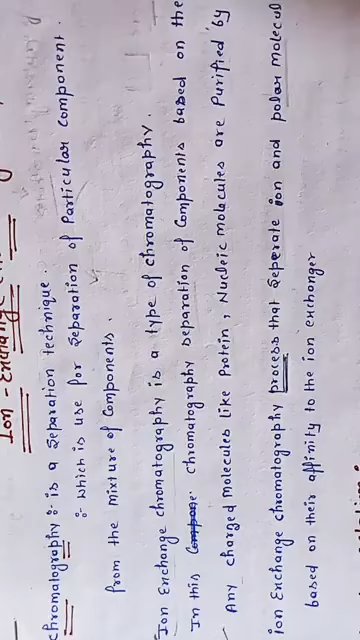 Ion - Exchange
Chromatography :- is a Separation technique.
:- which is use for Separation of Particular Component.
from the mixture of Components.
Ion Exchange chromatography is a type of chromatography.
In this chromatography separation of Components based on the
Any charged molecules like Protein, Nucleic molecules are Purified by
ion Exchange chromatography process that seperate ion and polar molecul
based on their affinity to the ion exchanger